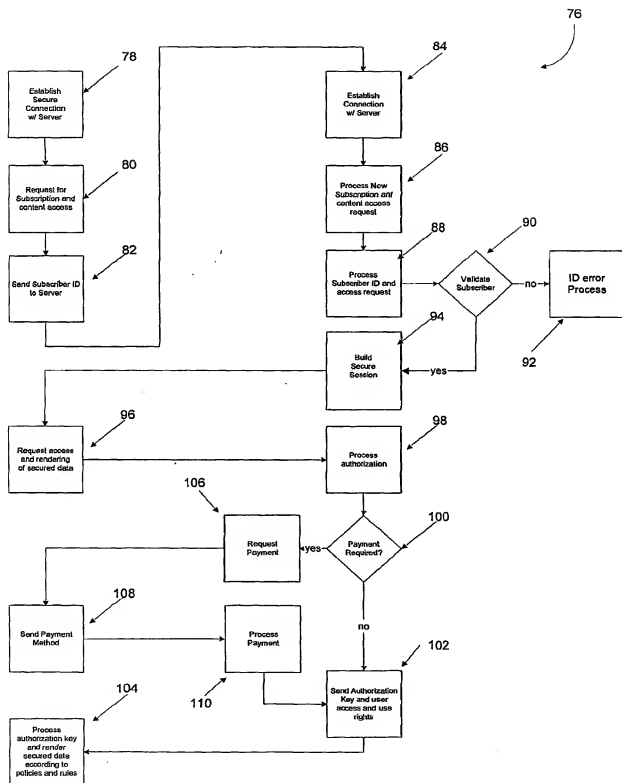 76
78
Establish
Secure
Connection
w/ Server
84
Establish
Connection
w/ Server
80
Request for
Subscription and
content access
86
Process New
Subscription and
content access
request
82
Send Subscriber ID
to Server
88
Process
Subscriber ID and
access request
90
Validate
Subscriber
no
ID error
Process
92
yes
94
Build
Secure
Session
96
Request access
and rendering
of secured data
98
Process
authorization
100
Payment
Required?
yes
106
Request
Payment
no
108
Send Payment
Method
Process
Payment
110
102
Send Authorization
Key and user
access and use
rights
104
Process
authorization key
and render
secured date
according to
policies and rules